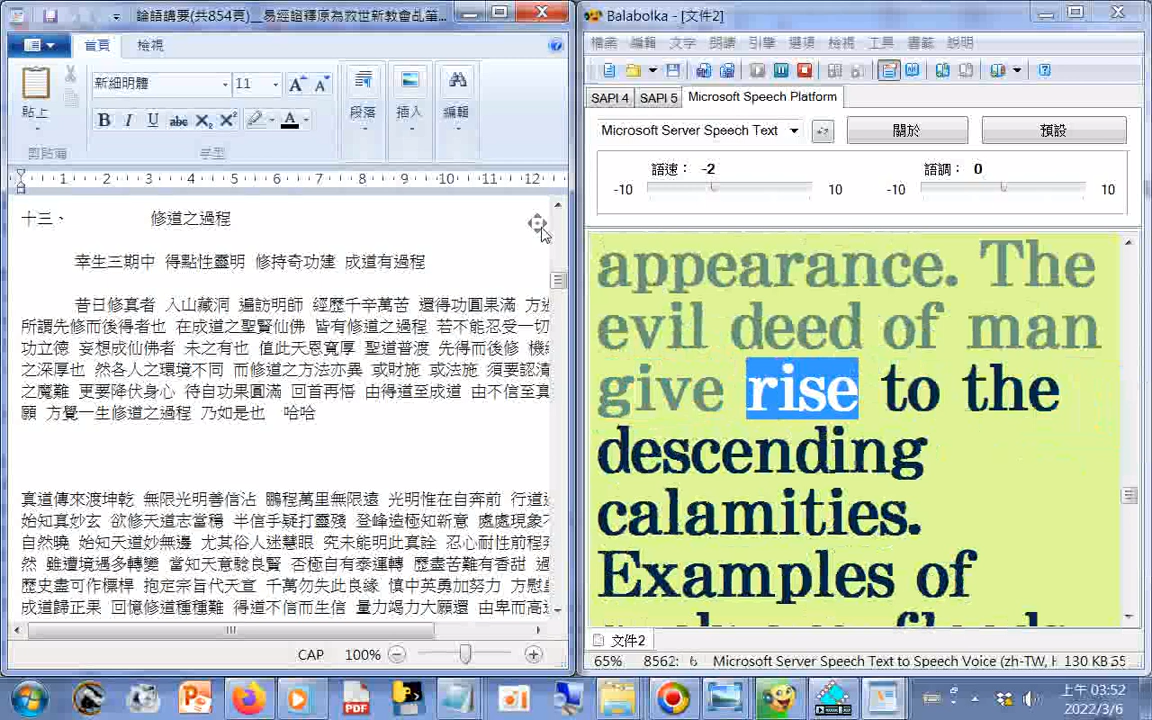 論語講要(共854頁)__易經證釋原為救世新教會乩筆...
首頁 檢視
貼上
剪貼簿
新細明體 11
B I U abc X₂ X² A
字型
段落
插入
編輯
1 2 3 4 5 6 7 8 9 10 11 12
十三、 修道之過程
幸生三期中 得點性靈明 修持奇功建 成道有過程
昔日修真者 入山藏洞 遍訪明師 經歷千辛萬苦 還得功圓果滿 方
所謂先修而後得者也 在成道之聖賢仙佛 皆有修道之過程 若不能忍受一切
功立德 妄想成仙佛者 未之有也 值此天恩寬厚 聖道普渡 先得而後修 機
之深厚也 然各人之環境不同 而修道之方法亦異 或財施 或法施 須要認清
之魔難 更要降伏身心 待自功果圓滿 回首再悟 由得道至成道 由不信至真
願 方覺一生修道之過程 乃如是也 哈哈
真道傳來渡坤乾 無限光明善信沾 鵬程萬里無限遠 光明惟在自奔前 行道
始知真妙玄 欲修天道志當穩 半信半疑打靈殘 登峰造極知新意 處處現象
自然曉 始知天道妙無邊 尤其俗人迷慧眼 究未能明此真詮 忍心耐性前程
然 雖遭境遇多轉變 當知天意驗良賢 否極自有泰運轉 歷盡苦難有香甜
歷史盡可作標桿 抱定宗旨代天宣 千萬勿失此良緣 慎中英勇加努力 方慰
成道歸正果 回憶修道種種難 得道不信而生信 量力竭力大願還 由卑而高
CAP 100%
Balabolka - [文件2]
檔案 編輯 文字 朗讀 引擎 選項 檢視 工具 書籤 說明
SAPI 4 SAPI 5 Microsoft Speech Platform
Microsoft Server Speech Text 關於 預設
語速： -2 語調： 0
-10 10 -10 10
appearance. The
evil deed of man
give rise to the
descending
calamities.
Examples of
文件2
65% 8562: 6 Microsoft Server Speech Text to Speech Voice (zh-TW, H 130 KB
上午 03:52
2022/3/6